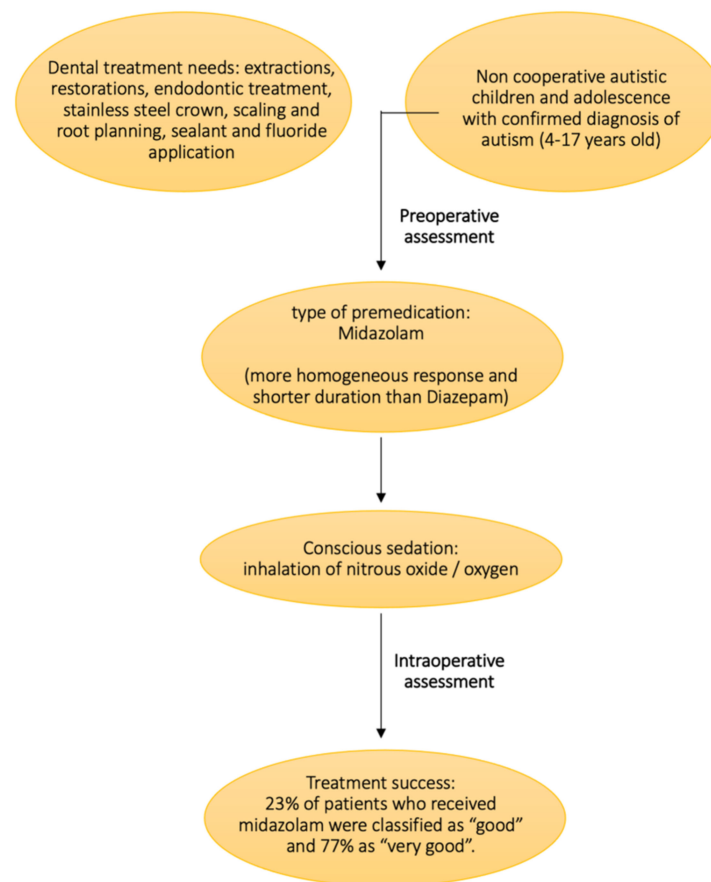 Dental treatment needs: extractions,
restorations, endodontic treatment,
stainless steel crown, scaling and
root planning, sealant and fluoride
application
Non cooperative autistic
children and adolescence
with confirmed diagnosis of
autism (4-17 years old)
Preoperative
assessment
type of premedication:
Midazolam
(more homogeneous response and
shorter duration than Diazepam)
Conscious sedation:
inhalation of nitrous oxide / oxygen
Intraoperative
assessment
Treatment success:
23% of patients who received
midazolam were classified as “good”
and 77% as “very good”.